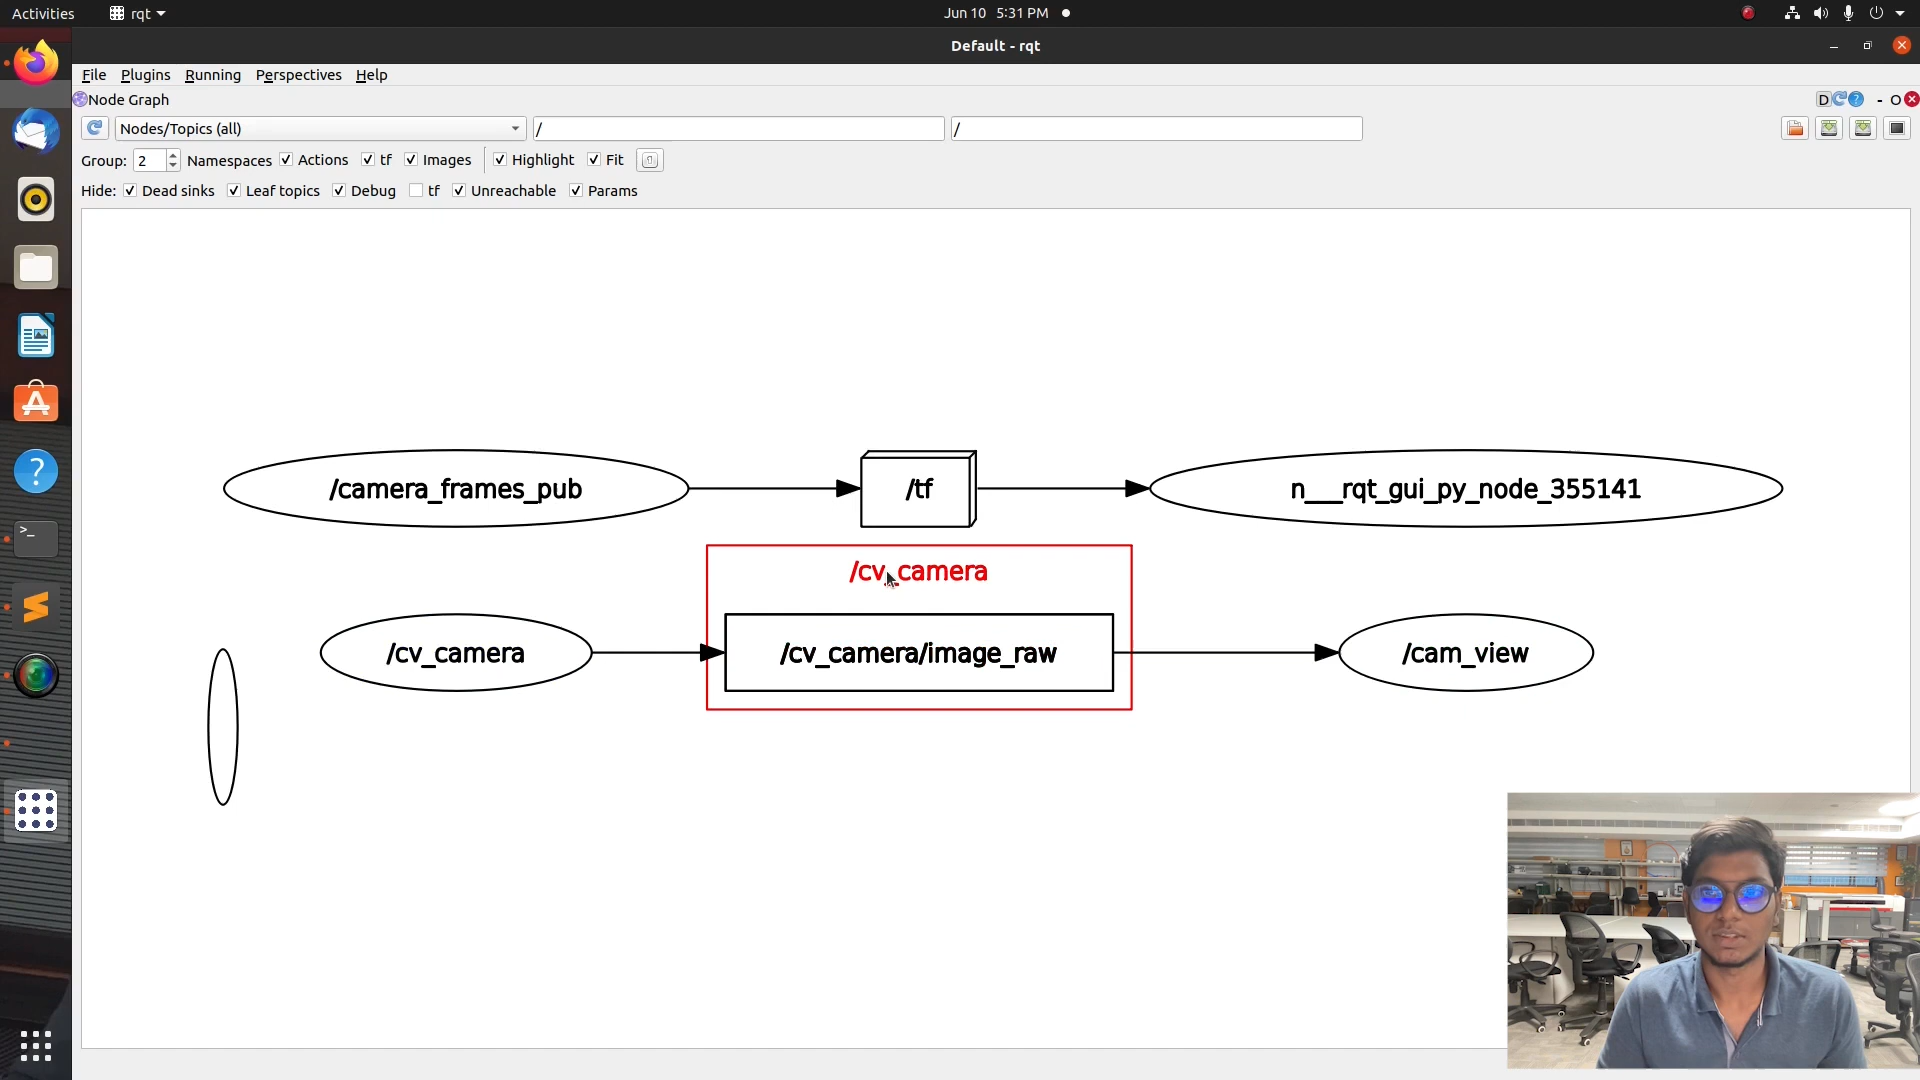 Activities rqt Jun 10 5:31 PM
Default - rqt
File Plugins Running Perspectives Help
Node Graph D - O
Nodes/Topics (all) / /
Group: 2 Namespaces Actions tf Images Highlight Fit
Hide: Dead sinks Leaf topics Debug tf Unreachable Params
/camera_frames_pub /tf n___rqt_gui_py_node_355141
/cv_camera
/cv_camera /cv_camera/image_raw /cam_view